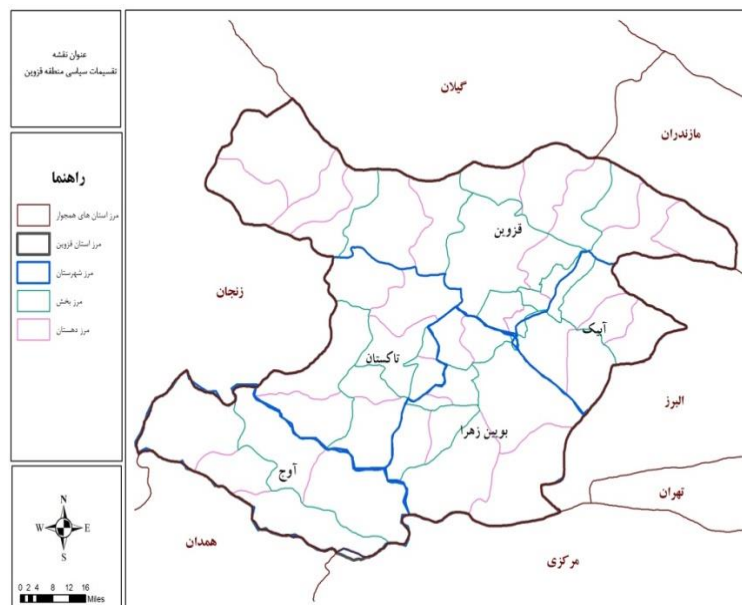 عنوان نقشه
تقسیمات سیاسی منطقه قزوین
راهنما
مرز استان های همجوار
مرز استان قزوین
مرز شهرستان
مرز بخش
مرز دهستان
N
W E
S
0 2 4 8 12 16
Miles
گیلان
مازندران
قزوین
زنجان
آبیک
تاکستان
البرز
بویین زهرا
آوج
تهران
همدان
مرکزی